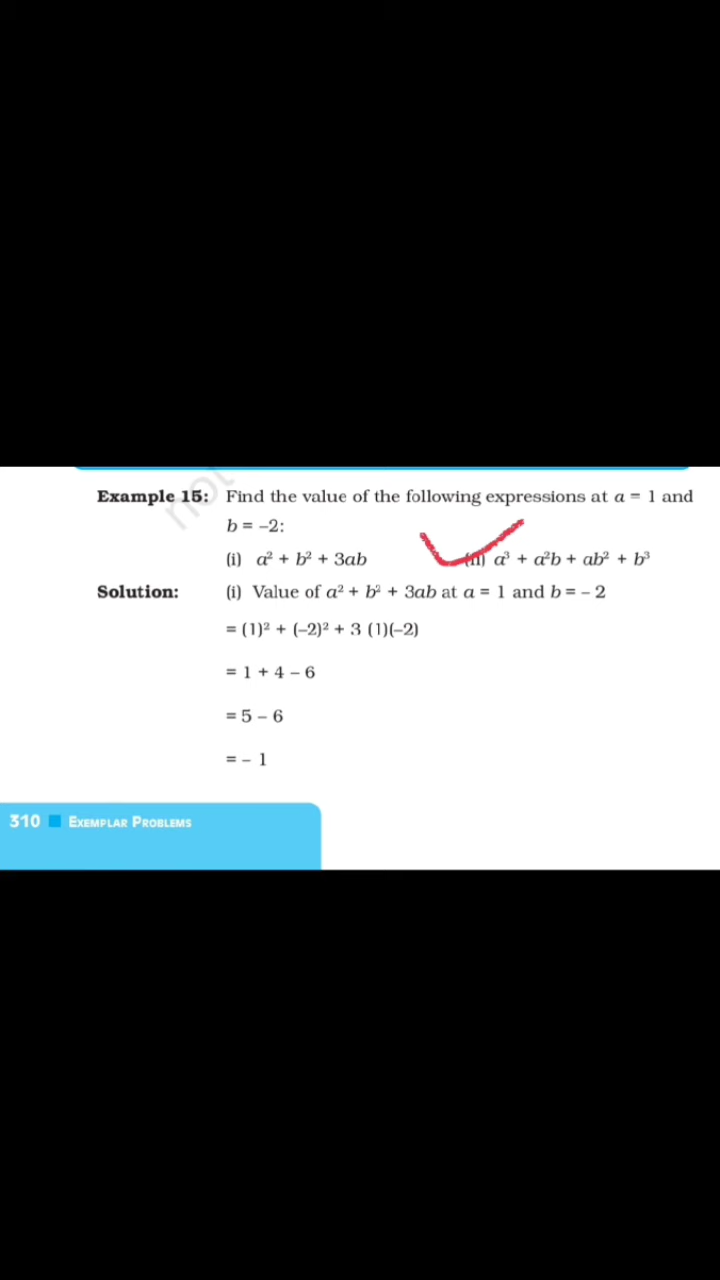 not
Example 15: Find the value of the following expressions at a = 1 and
b = –2:
(i) a² + b² + 3ab (ii) a³ + a²b + ab² + b³
Solution: (i) Value of a² + b² + 3ab at a = 1 and b = – 2
= (1)² + (–2)² + 3 (1)(–2)
= 1 + 4 – 6
= 5 – 6
= – 1
310 ■ EXEMPLAR PROBLEMS